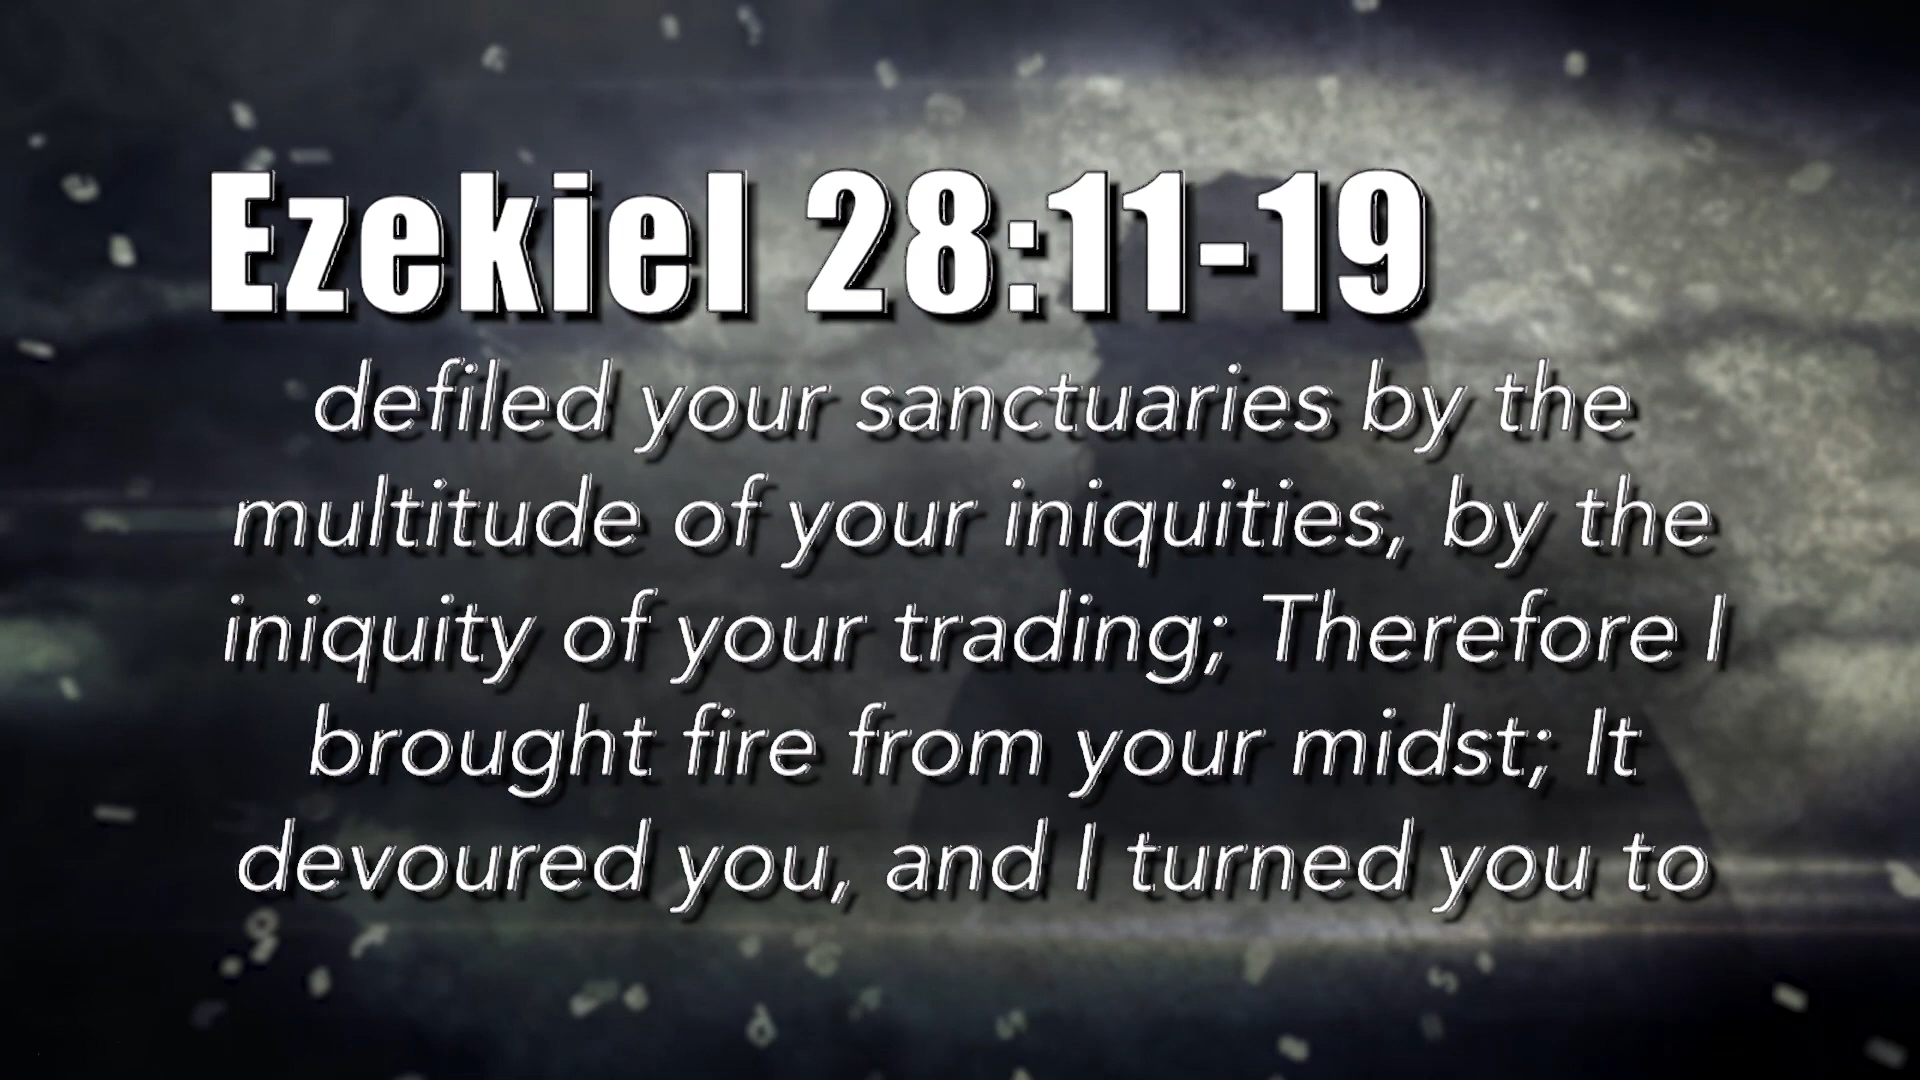 Ezekiel 28:11-19
defiled your sanctuaries by the
multitude of your iniquities, by the
iniquity of your trading; Therefore I
brought fire from your midst; It
devoured you, and I turned you to